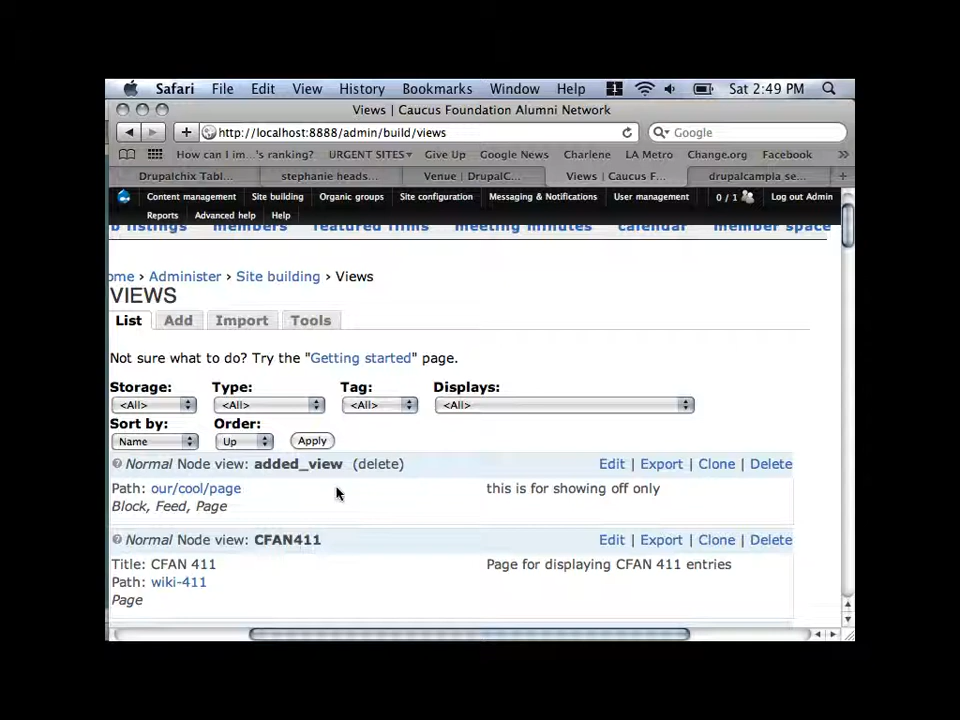 Safari File Edit View History Bookmarks Window Help Sat 2:49 PM
Views | Caucus Foundation Alumni Network
http://localhost:8888/admin/build/views Google
How can I im...'s ranking? URGENT SITES▾ Give Up Google News Charlene LA Metro Change.org Facebook »
Drupalchix Tabl... stephanie heads... Venue | DrupalC... Views | Caucus F... drupalcampla se... +
Content management Site building Organic groups Site configuration Messaging & Notifications User management 0 / 1 Log out Admin
Reports Advanced help Help
b listings members featured films meeting minutes calendar member space
ome › Administer › Site building › Views
VIEWS
List Add Import Tools
Not sure what to do? Try the "Getting started" page.
Storage: Type: Tag: Displays:
<All> <All> <All> <All>
Sort by: Order:
Name Up Apply
Normal Node view: added_view (delete) Edit | Export | Clone | Delete
Path: our/cool/page this is for showing off only
Block, Feed, Page
Normal Node view: CFAN411 Edit | Export | Clone | Delete
Title: CFAN 411 Page for displaying CFAN 411 entries
Path: wiki-411
Page